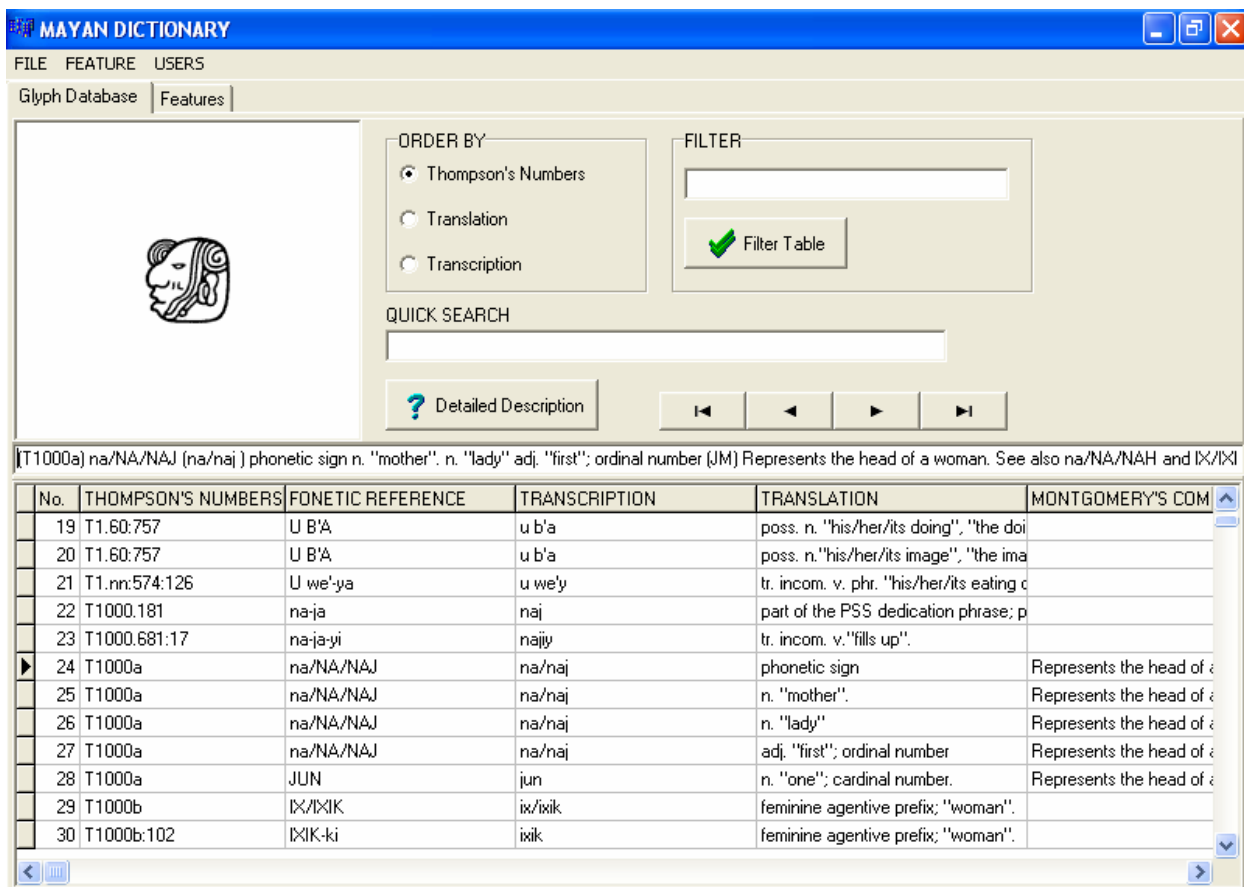 MAYAN DICTIONARY
FILE FEATURE USERS
Glyph Database Features
ORDER BY
Thompson's Numbers
Translation
Transcription
FILTER
Filter Table
QUICK SEARCH
Detailed Description
(T1000a) na/NA/NAJ (na/naj ) phonetic sign n. "mother". n. "lady" adj. "first"; ordinal number (JM) Represents the head of a woman. See also na/NA/NAH and IX/IXI
No. THOMPSON'S NUMBERS FONETIC REFERENCE TRANSCRIPTION TRANSLATION MONTGOMERY'S COM
19 T1.60:757 U B'A u b'a poss. n. "his/her/its doing", "the doi
20 T1.60:757 U B'A u b'a poss. n."his/her/its image", "the ima
21 T1.nn:574:126 U we'-ya u we'y tr. incom. v. phr. "his/her/its eating o
22 T1000.181 na-ja naj part of the PSS dedication phrase; p
23 T1000.681:17 na-ja-yi najiy tr. incom. v."fills up".
24 T1000a na/NA/NAJ na/naj phonetic sign Represents the head of a
25 T1000a na/NA/NAJ na/naj n. "mother". Represents the head of a
26 T1000a na/NA/NAJ na/naj n. "lady" Represents the head of a
27 T1000a na/NA/NAJ na/naj adj. "first"; ordinal number Represents the head of a
28 T1000a JUN jun n. "one"; cardinal number. Represents the head of a
29 T1000b IX/IXIK ix/ixik feminine agentive prefix; "woman".
30 T1000b:102 IXIK-ki ixik feminine agentive prefix; "woman".